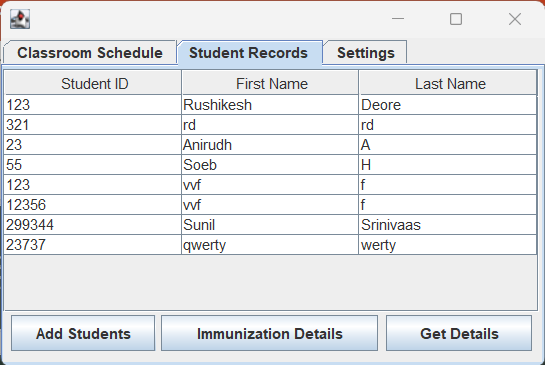 Classroom Schedule Student Records Settings
Student ID First Name Last Name
123 Rushikesh Deore
321 rd rd
23 Anirudh A
55 Soeb H
123 vvf f
12356 vvf f
299344 Sunil Srinivaas
23737 qwerty werty
Add Students Immunization Details Get Details